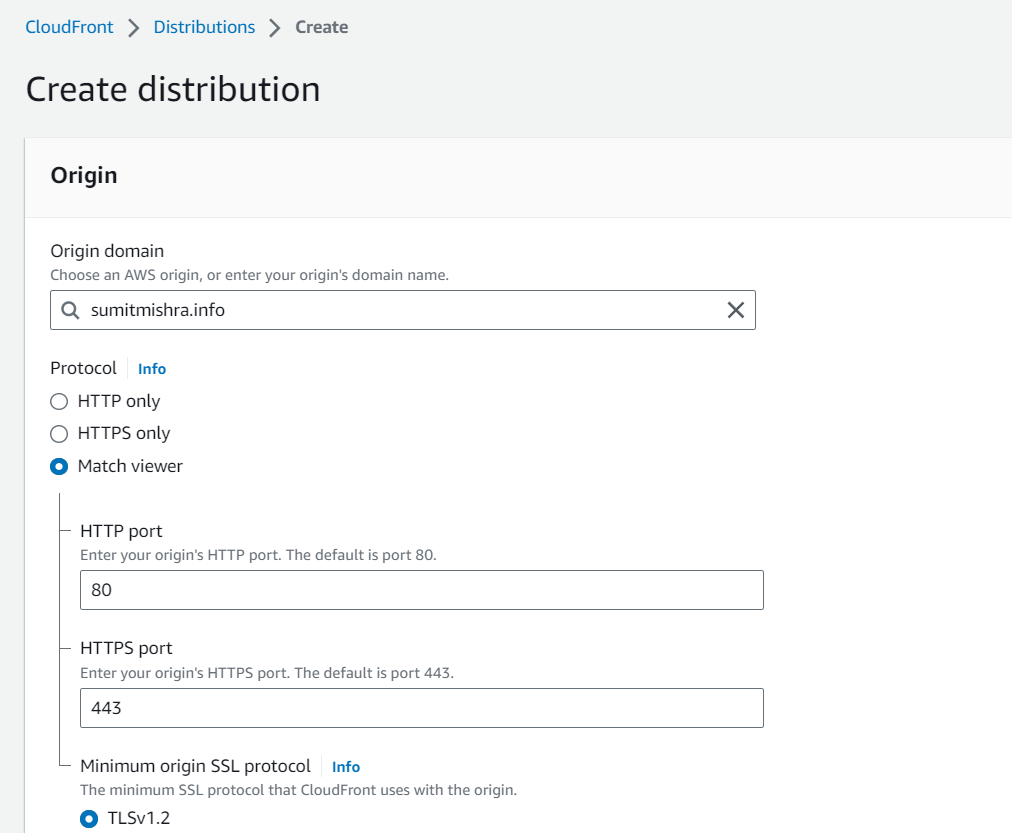 CloudFront > Distributions > Create
Create distribution
Origin
Origin domain
Choose an AWS origin, or enter your origin's domain name.
sumitmishra.info
Protocol Info
HTTP only
HTTPS only
Match viewer
HTTP port
Enter your origin's HTTP port. The default is port 80.
80
HTTPS port
Enter your origin's HTTPS port. The default is port 443.
443
Minimum origin SSL protocol Info
The minimum SSL protocol that CloudFront uses with the origin.
TLSv1.2